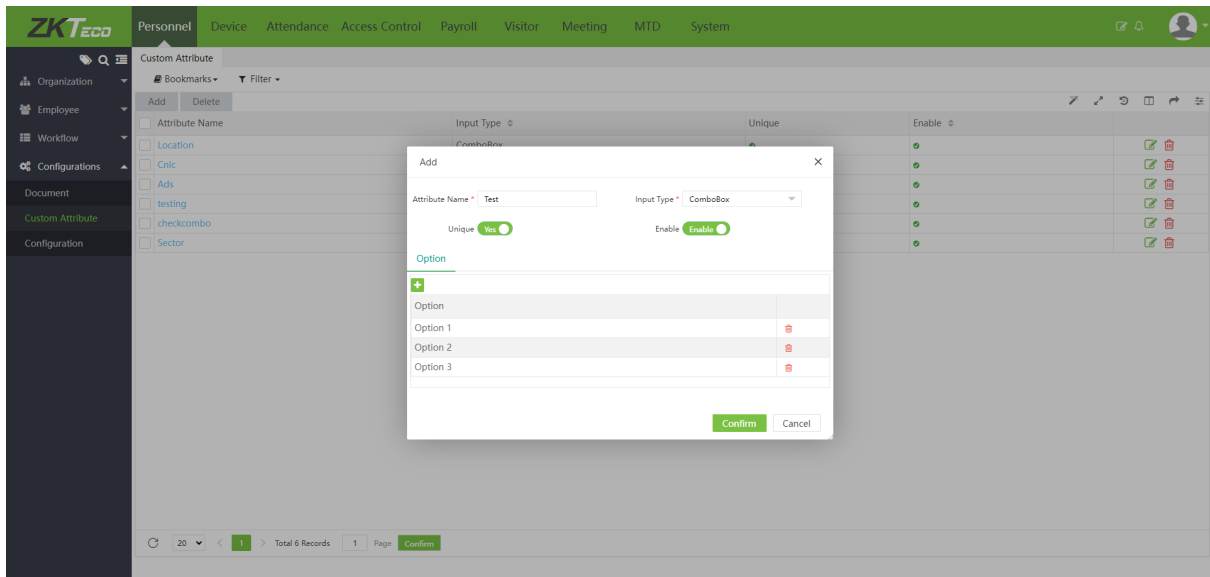 ZKTeco Personnel Device Attendance Access Control Payroll Visitor Meeting MTD System
Custom Attribute
Organization
Employee
Workflow
Configurations
Document
Custom Attribute
Configuration
Bookmarks Filter
Add Delete
Attribute Name Input Type Unique Enable
Location ComboBox
Cnic
Ads
testing
checkcombo
Sector
Add
Attribute Name * Test Input Type * ComboBox
Unique Yes Enable Enable
Option
Option
Option 1
Option 2
Option 3
Confirm Cancel
20 1 Total 6 Records 1 Page Confirm